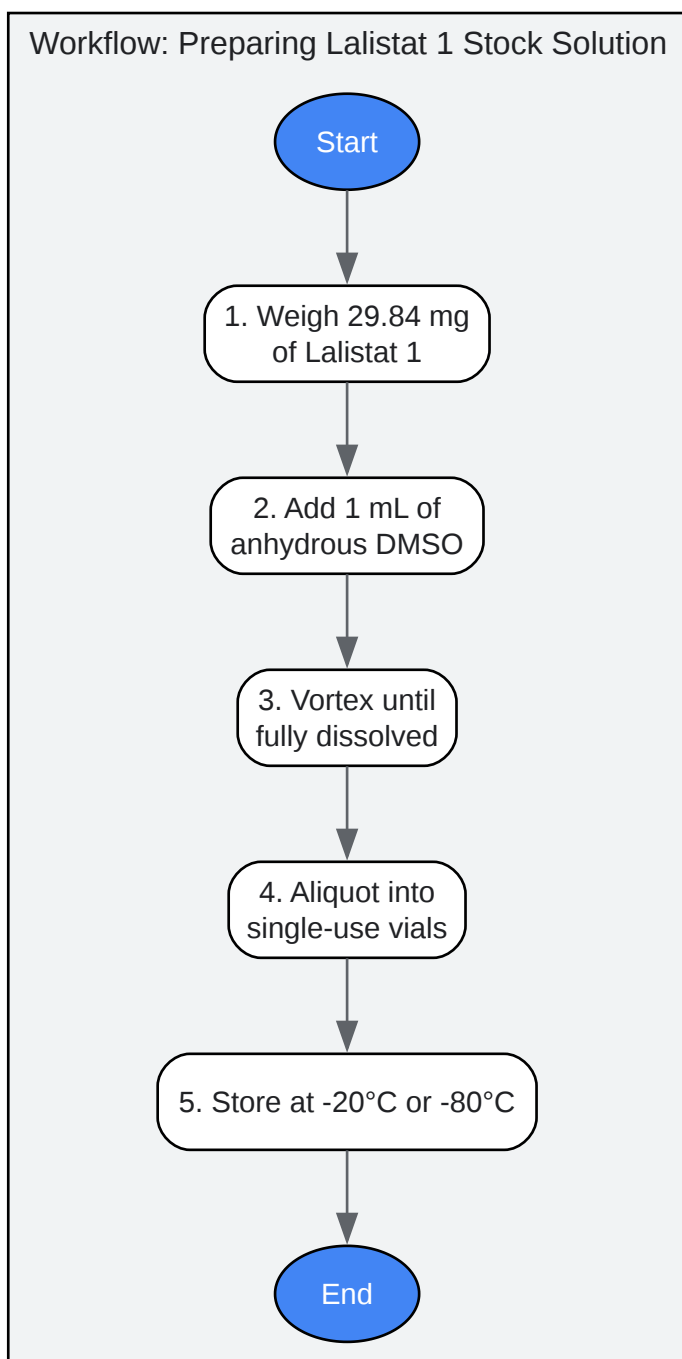 Workflow: Preparing Lalistat 1 Stock Solution
Start
1. Weigh 29.84 mg
of Lalistat 1
2. Add 1 mL of
anhydrous DMSO
3. Vortex until
fully dissolved
4. Aliquot into
single-use vials
5. Store at -20°C or -80°C
End